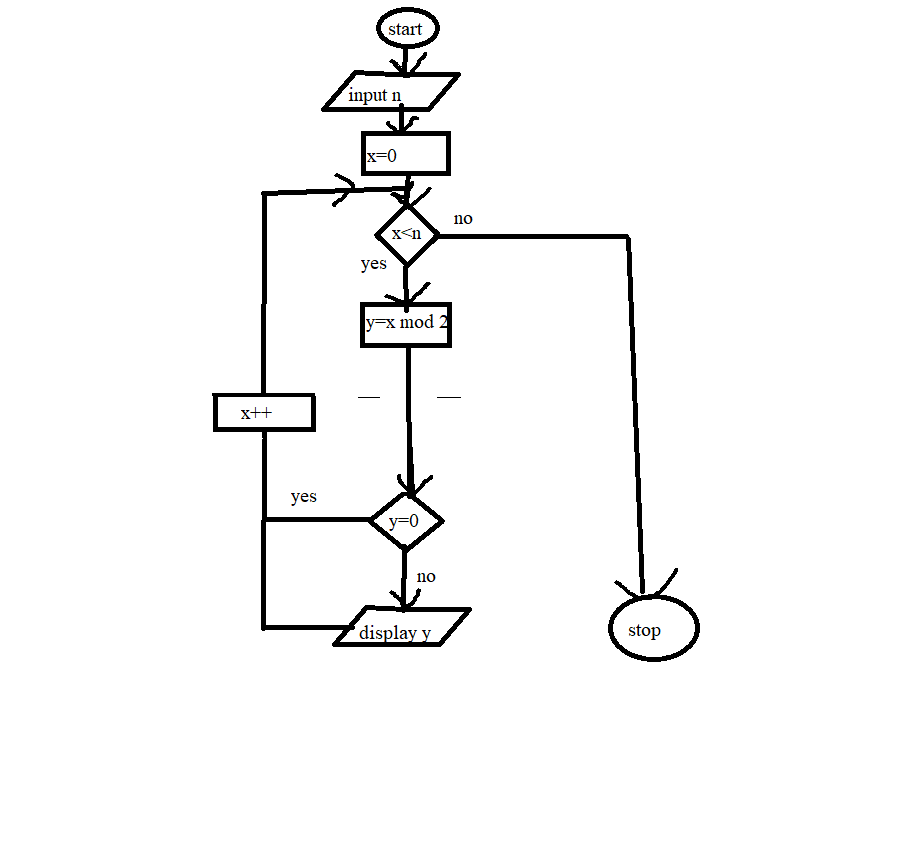 start
input n
x=0
x<n
no
yes
y=x mod 2
x++
yes
y=0
no
display y
stop